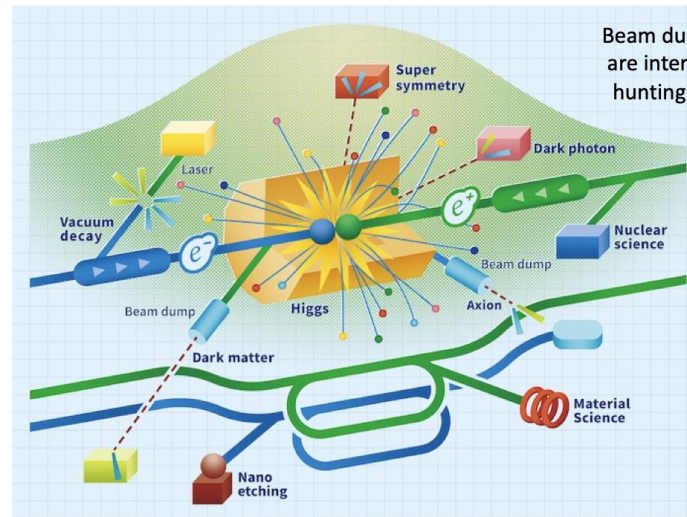 Beam du
are inter
hunting
Super
symmetry
Dark photon
Laser
Vacuum
decay
e-
e+
Nuclear
science
Beam dump
Higgs
Axion
Beam dump
Dark matter
Material
Science
Nano
etching